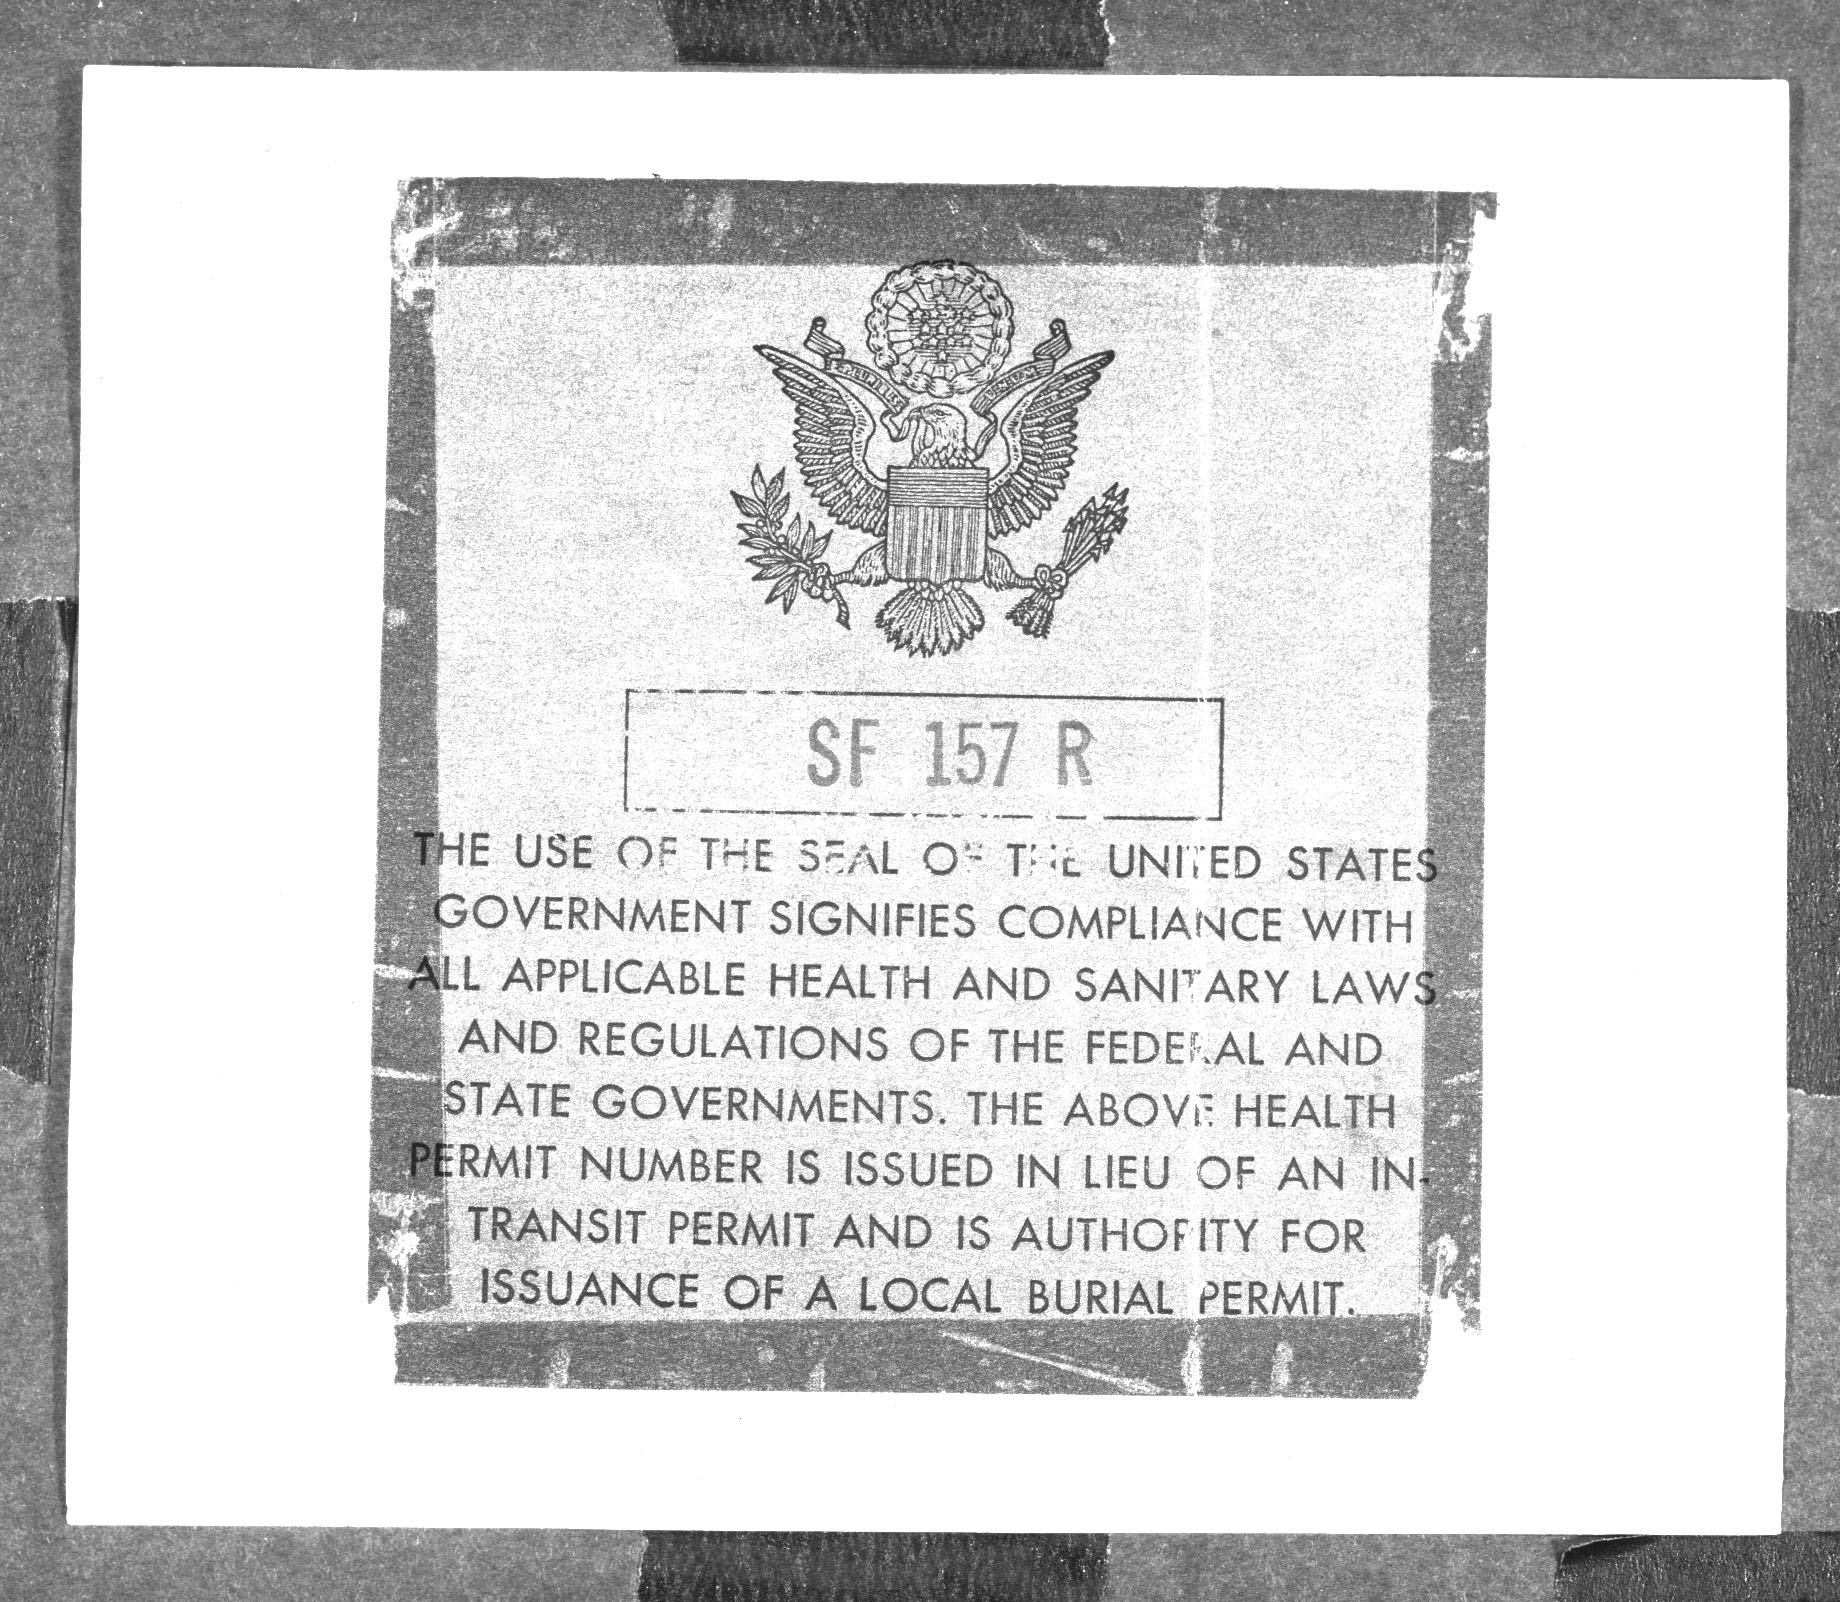 SF 157 R
THE USE OF THE SEAL OF THE UNITED STATES
GOVERNMENT SIGNIFIES COMPLIANCE WITH
ALL APPLICABLE HEALTH AND SANITARY LAWS
AND REGULATIONS OF THE FEDERAL AND
STATE GOVERNMENTS. THE ABOVE HEALTH
PERMIT NUMBER IS ISSUED IN LIEU OF AN IN-
TRANSIT PERMIT AND IS AUTHORITY FOR
ISSUANCE OF A LOCAL BURIAL PERMIT.